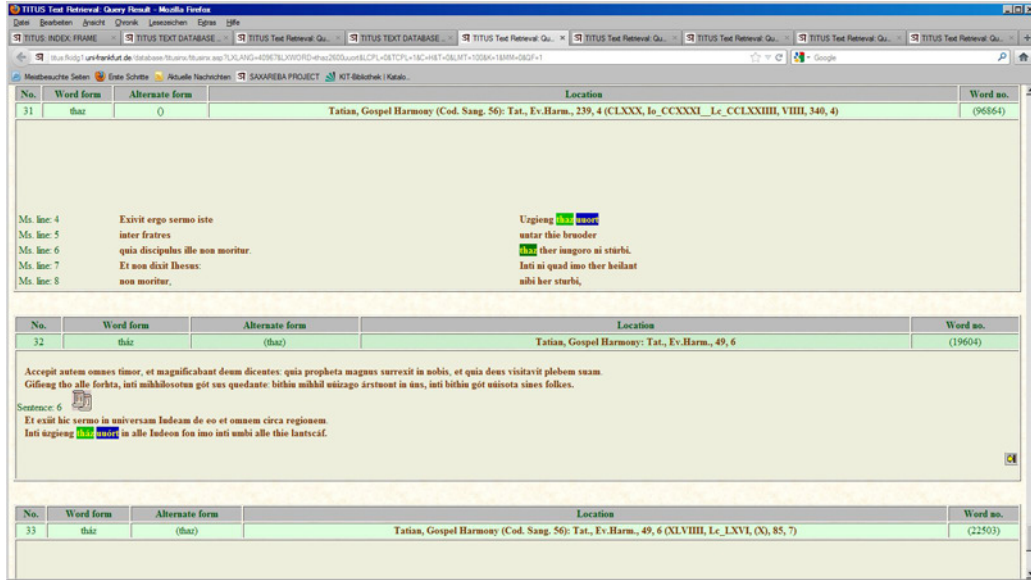 TITUS Text Retrieval: Query Result - Mozilla Firefox
Datei Bearbeiten Ansicht Chronik Lesezeichen Extras Hilfe
TITUS: INDEX FRAME × TITUS TEXT DATABASE ... × TITUS Text Retrieval: Qu... × TITUS TEXT DATABASE ... × TITUS Text Retrieval: Qu... × TITUS Text Retrieval: Qu... × TITUS Text Retrieval: Qu... × TITUS Text Retrieval: Qu... × TITUS Text Retrieval: Qu... +
Google
Meistbesuchte Seiten Erste Schritte Aktuelle Nachrichten SAXAREBA PROJECT KIT-Bibliothek | Katalo...
No. Word form Alternate form Location Word no.
31 thaz () Tatian, Gospel Harmony (Cod. Sang. 56): Tat., Ev.Harm., 239, 4 (CLXXX, Io_CCXXXI__Lc_CCLXXIIII, VIIII, 340, 4) (96864)
Ms. line: 4 Exivit ergo sermo iste Uzgieng thaz uuort
Ms. line: 5 inter fratres untar thie bruoder
Ms. line: 6 quia discipulus ille non moritur. thaz ther iungoro ni stúrbi.
Ms. line: 7 Et non dixit Ihesus: Inti ni quad imo ther heilant
Ms. line: 8 non moritur, nibi her sturbi,
No. Word form Alternate form Location Word no.
32 tház (thaz) Tatian, Gospel Harmony: Tat., Ev.Harm., 49, 6 (19604)
Accepit autem omnes timor, et magnificabant deum dicentes: quia propheta magnus surrexit in nobis, et quia deus visitavit plebem suam.
Gifieng tho alle forhta, inti mihhilosotun gót sus quedante: bithiu mihhil uúizago árstuont in úns, inti bithiu gót uúisota sines folkes.
Sentence: 6
Et exiit hic sermo in universam Iudeam de eo et omnem circa regionem.
Inti úzgieng tház uuórt in alle Iudeon fon imo inti umbi alle thie lantscáf.
No. Word form Alternate form Location Word no.
33 tház (thaz) Tatian, Gospel Harmony (Cod. Sang. 56): Tat., Ev.Harm., 49, 6 (XLVIIII, Lc_LXVI, (X), 85, 7) (22503)